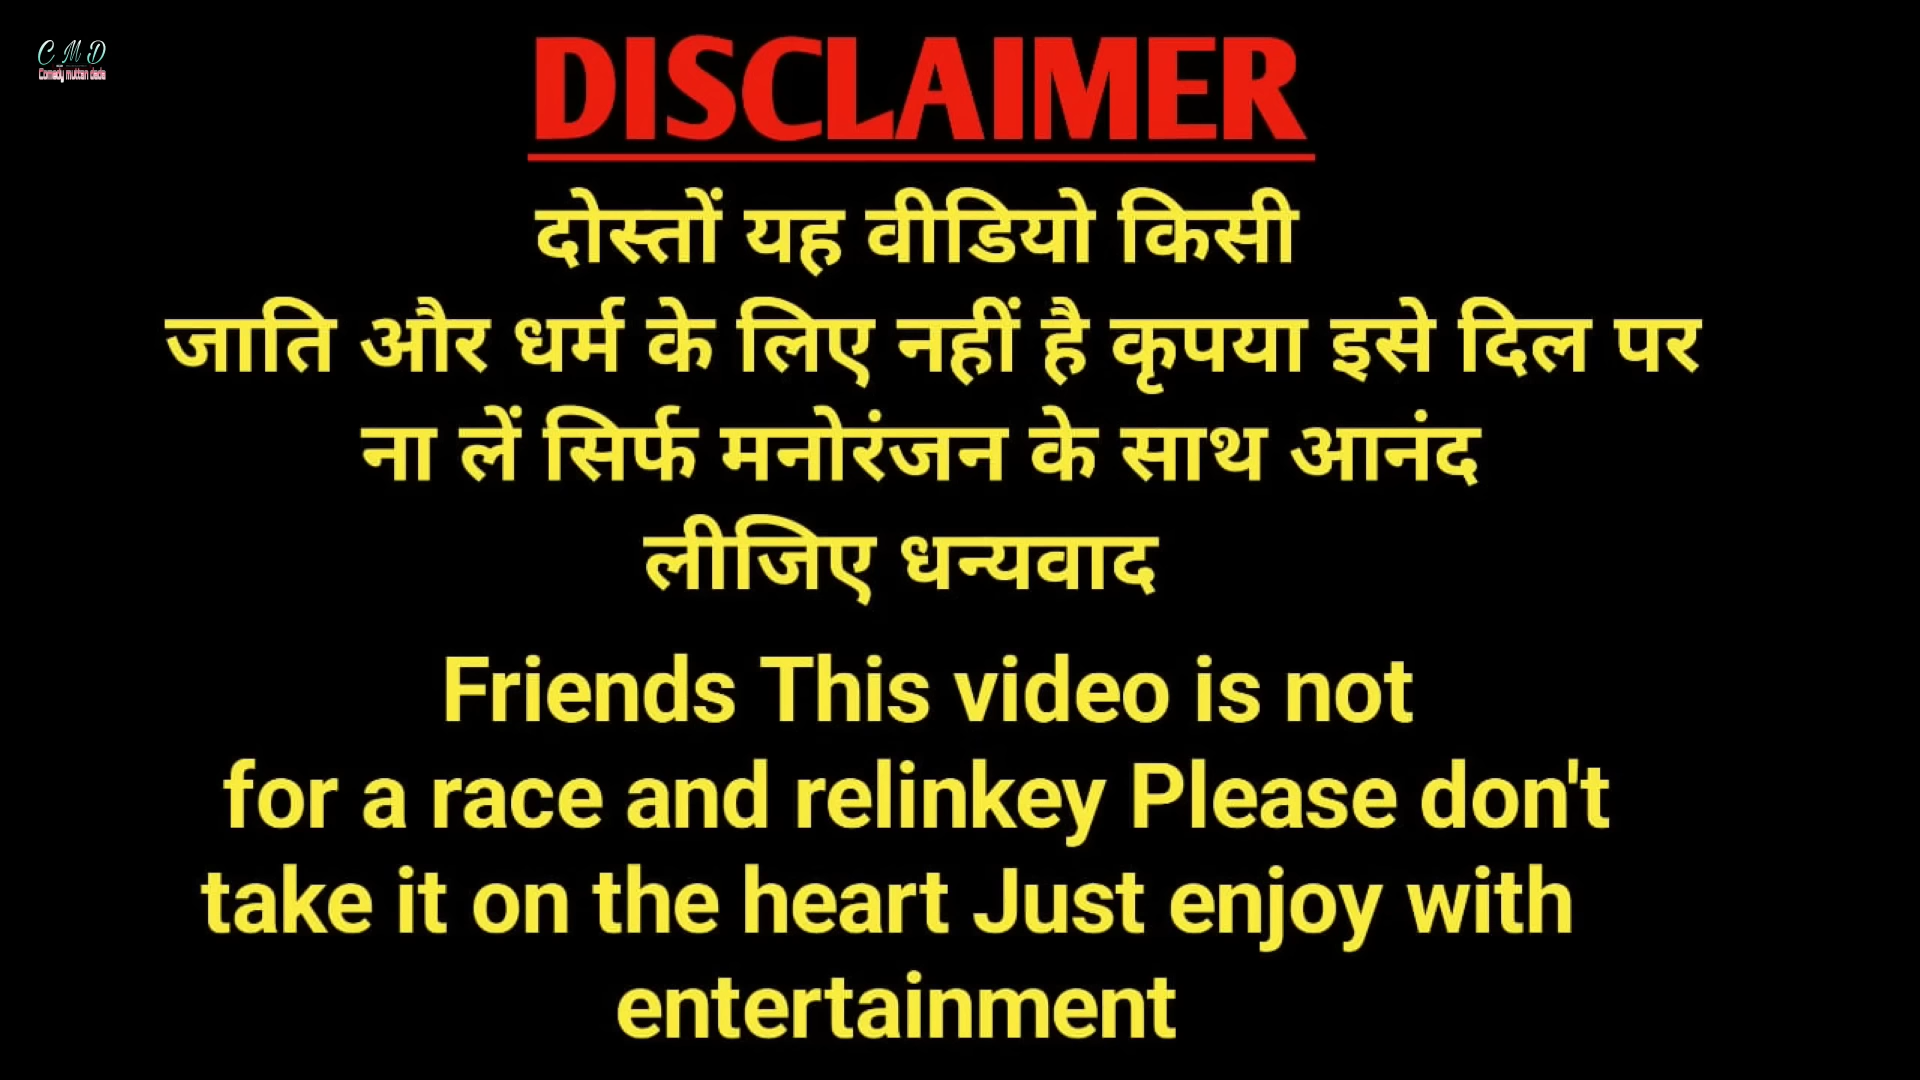 C M D
Comedy mutton dada
DISCLAIMER
दोस्तों यह वीडियो किसी
जाति और धर्म के लिए नहीं है कृपया इसे दिल पर
ना लें सिर्फ मनोरंजन के साथ आनंद
लीजिए धन्यवाद
Friends This video is not
for a race and relinkey Please don't
take it on the heart Just enjoy with
entertainment